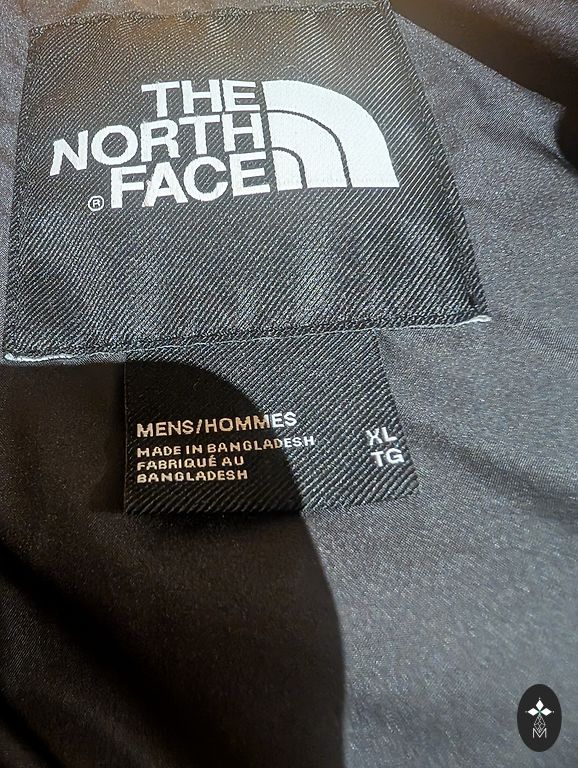 THE
NORTH
® FACE
MENS/HOMMES
MADE IN BANGLADESH
FABRIQUÉ AU
BANGLADESH
XL
TG
M